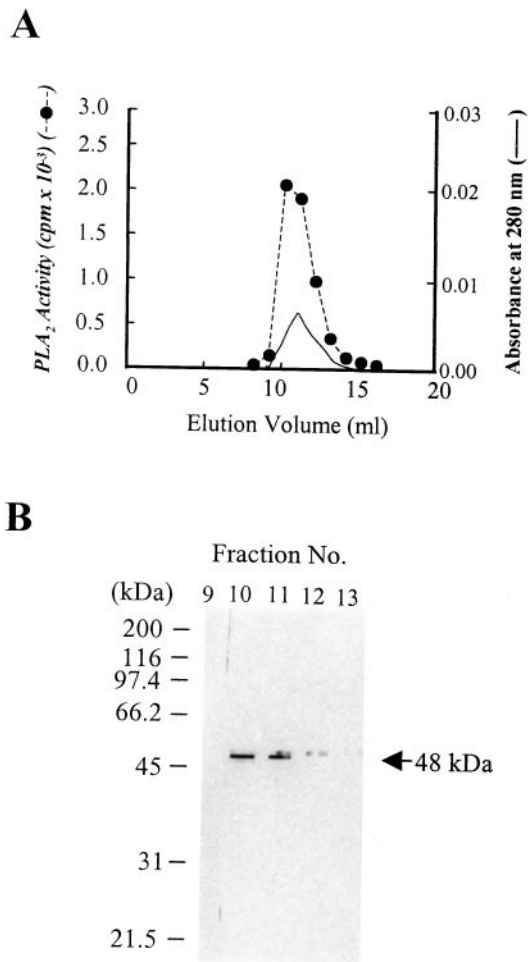 A
PLA₂ Activity (cpm x 10⁻³) (--●--)
3.0
2.5
2.0
1.5
1.0
0.5
0.0
0 5 10 15 20
Elution Volume (ml)
0.03
0.02
0.01
0.00
Absorbance at 280 nm (—)
B
Fraction No.
(kDa) 9 10 11 12 13
200 –
116 –
97.4 –
66.2 –
45 –
48 kDa
31 –
21.5 –